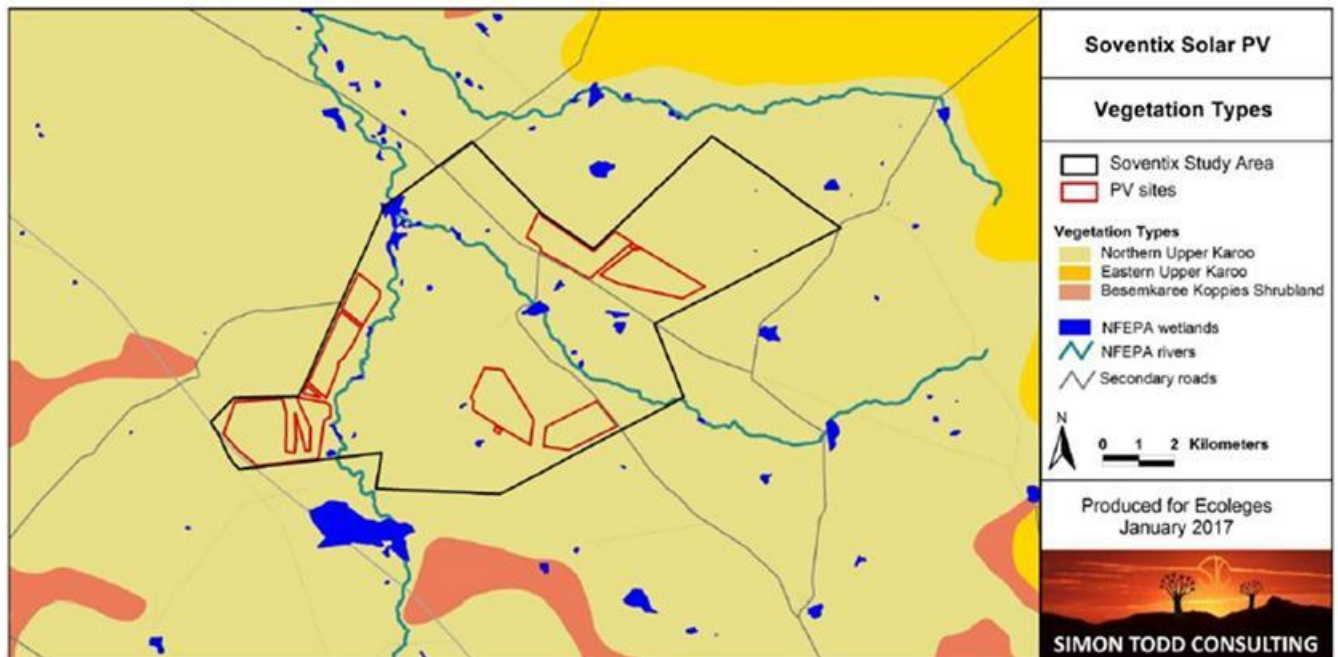 Soventix Solar PV
Vegetation Types
Soventix Study Area
PV sites
Vegetation Types
Northern Upper Karoo
Eastern Upper Karoo
Besemkaree Koppies Shrubland
NFEPA wetlands
NFEPA rivers
Secondary roads
N
0 1 2 Kilometers
Produced for Ecoleges
January 2017
SIMON TODD CONSULTING